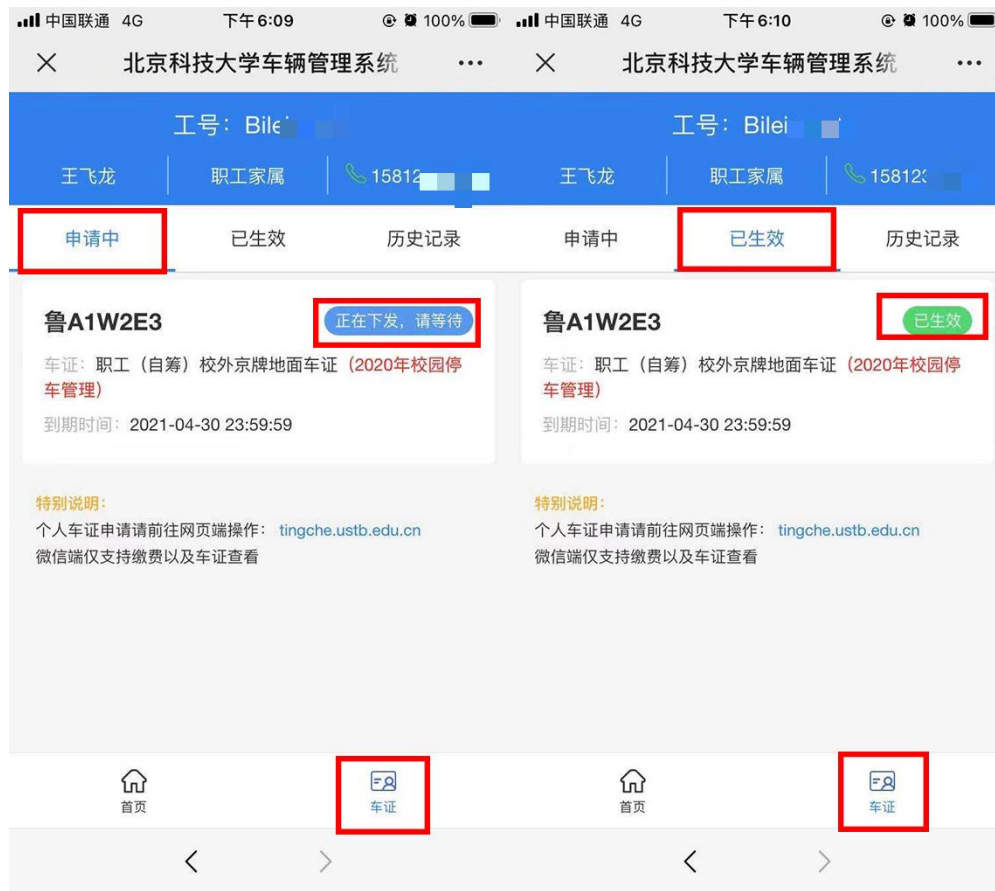 中国联通 4G 下午6:09 100%
北京科技大学车辆管理系统
工号：Bile
王飞龙 职工家属 15812
申请中 已生效 历史记录
鲁A1W2E3 正在下发，请等待
车证：职工（自筹）校外京牌地面车证（2020年校园停
车管理）
到期时间：2021-04-30 23:59:59
特别说明：
个人车证申请请前往网页端操作： tingche.ustb.edu.cn
微信端仅支持缴费以及车证查看
首页 车证
中国联通 4G 下午6:10 100%
北京科技大学车辆管理系统
工号：Bilei
王飞龙 职工家属 15812
申请中 已生效 历史记录
鲁A1W2E3 已生效
车证：职工（自筹）校外京牌地面车证（2020年校园停
车管理）
到期时间：2021-04-30 23:59:59
特别说明：
个人车证申请请前往网页端操作： tingche.ustb.edu.cn
微信端仅支持缴费以及车证查看
首页 车证